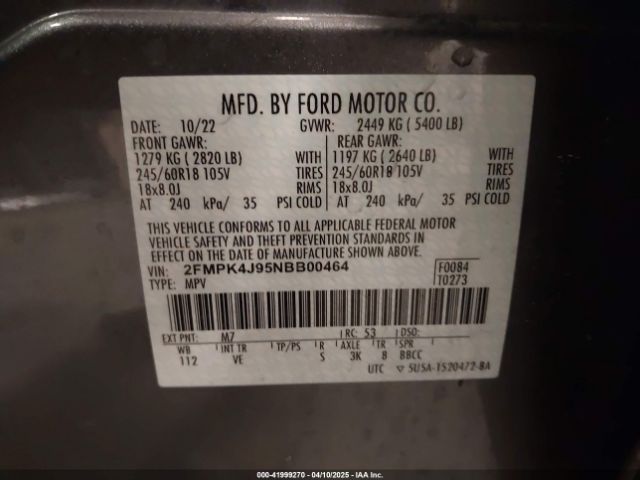 MFD. BY FORD MOTOR CO.
DATE: 10/22 GVWR: 2449 KG ( 5400 LB)
FRONT GAWR: REAR GAWR:
1279 KG ( 2820 LB) WITH 1197 KG ( 2640 LB) WITH
245/60R18 105V TIRES 245/60R18 105V TIRES
18x8.0J RIMS 18x8.0J RIMS
AT 240 kPa/ 35 PSI COLD AT 240 kPa/ 35 PSI COLD
THIS VEHICLE CONFORMS TO ALL APPLICABLE FEDERAL MOTOR
VEHICLE SAFETY AND THEFT PREVENTION STANDARDS IN
EFFECT ON THE DATE OF MANUFACTURE SHOWN ABOVE.
VIN: 2FMPK4J95NBB00464 F0084
TYPE: MPV T0273
EXT PNT: M7 RC: 53 DSO:
WB INT TR TP/PS R AXLE TR SPR
112 VE S 3K 8 BBCC
UTC ▽ 5U5A-1520472-BA
000-41999270 - 04/10/2025 - IAA Inc.